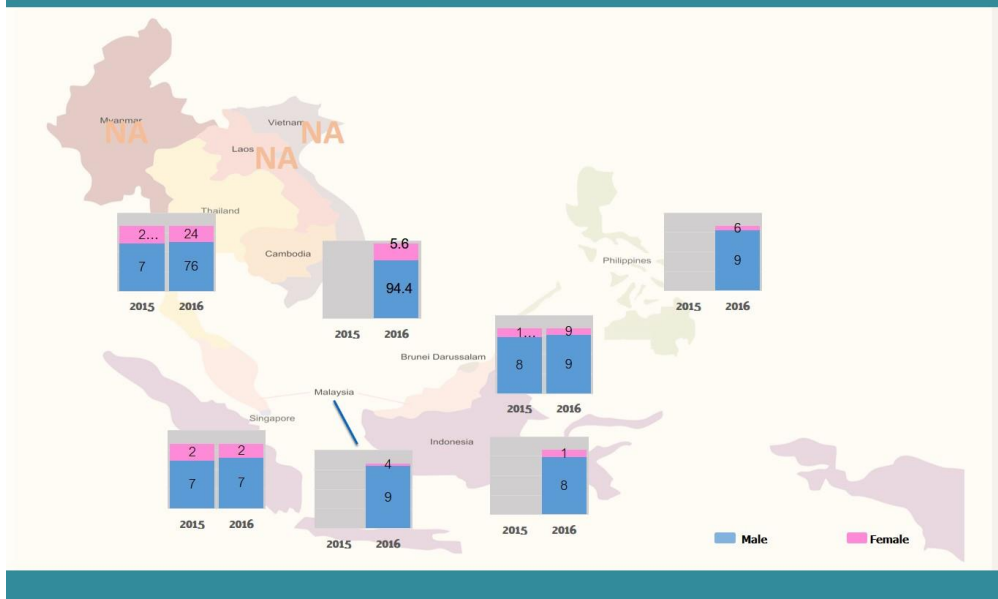 Myanmar
NA
Vietnam
NA
Laos
NA
Thailand
2...
24
7
76
2015
2016
Cambodia
5.6
94.4
2015
2016
Philippines
6
9
Brunei Darussalam
1...
9
8
9
2015
2016
Malaysia
Singapore
2
2
7
7
2015
2016
4
9
2015
2016
Indonesia
1
8
2015
2016
2015
2016
Male
Female